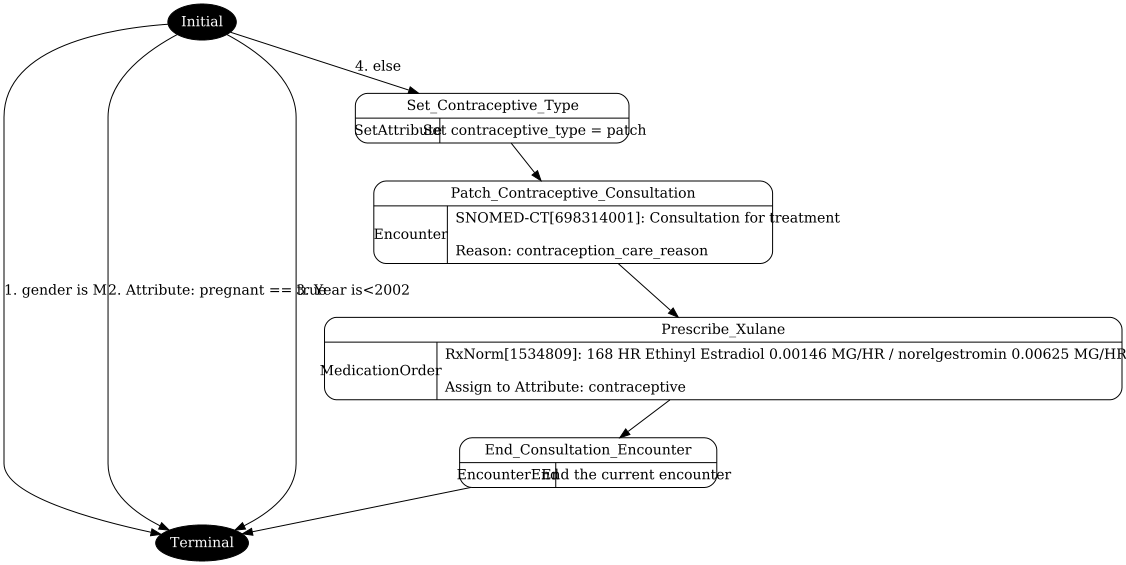 Initial
4. else
Set_Contraceptive_Type
SetAttribute
Set contraceptive_type = patch
Patch_Contraceptive_Consultation
Encounter
SNOMED-CT[698314001]: Consultation for treatment
Reason: contraception_care_reason
1. gender is M
2. Attribute: pregnant == true
3. Year is<2002
Prescribe_Xulane
MedicationOrder
RxNorm[1534809]: 168 HR Ethinyl Estradiol 0.00146 MG/HR / norelgestromin 0.00625 MG/HR
Assign to Attribute: contraceptive
End_Consultation_Encounter
EncounterEnd
End the current encounter
Terminal